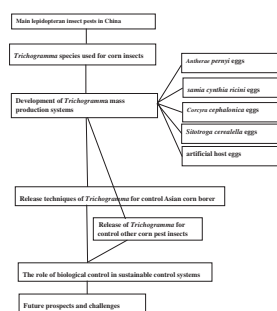 Main lepidopteran insect pests in China
Trichogramma species used for corn insects
Antherae pernyi eggs
samia cynthia ricini eggs
Development of Trichogramma mass
production systems
Corcyra cephalonica eggs
Sitotroga cerealella eggs
artificial host eggs
Release techniques of Trichogramma for control Asian corn borer
Release of Trichogramma for
control other corn pest insects
The role of biological control in sustainable control systems
Future prospects and challenges